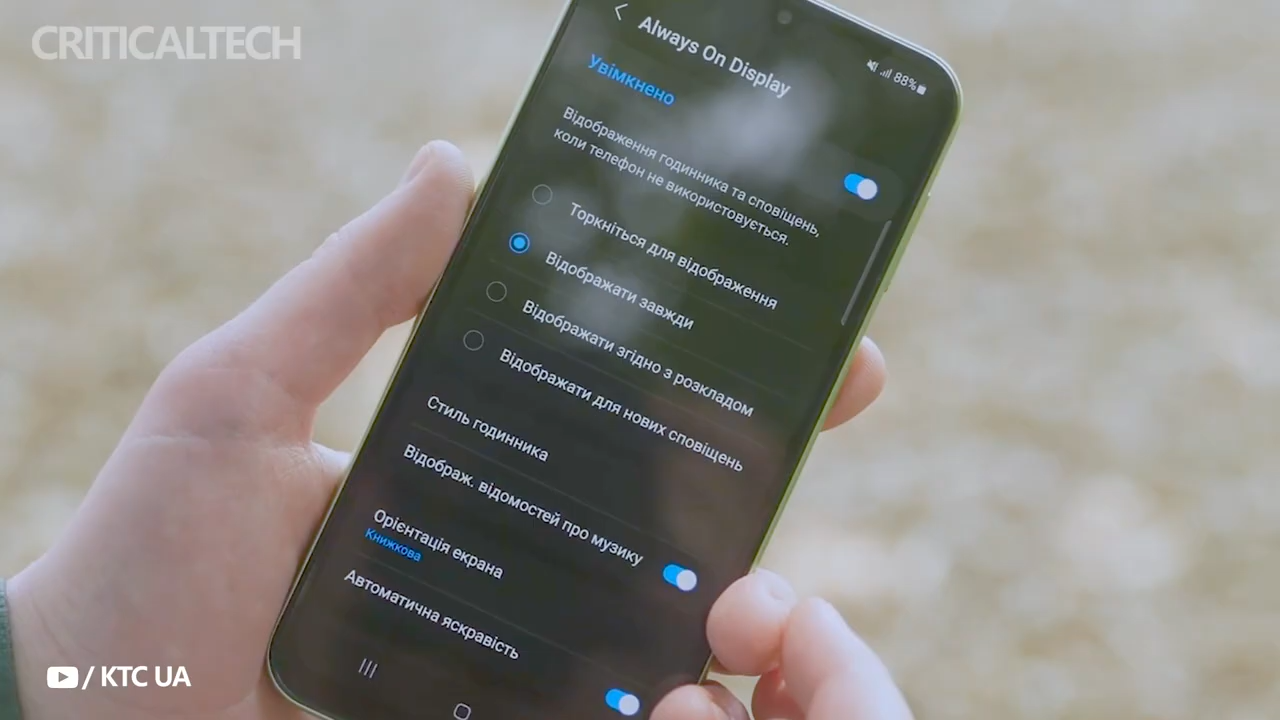 CRITICALTECH
Always On Display
88%
Увімкнено
Відображення годинника та сповіщень,
коли телефон не використовується.
Торкніться для відображення
Відображати завжди
Відображати згідно з розкладом
Відображати для нових сповіщень
Стиль годинника
Відображ. відомостей про музику
Орієнтація екрана
Книжкова
Автоматична яскравість
/ KTC UA